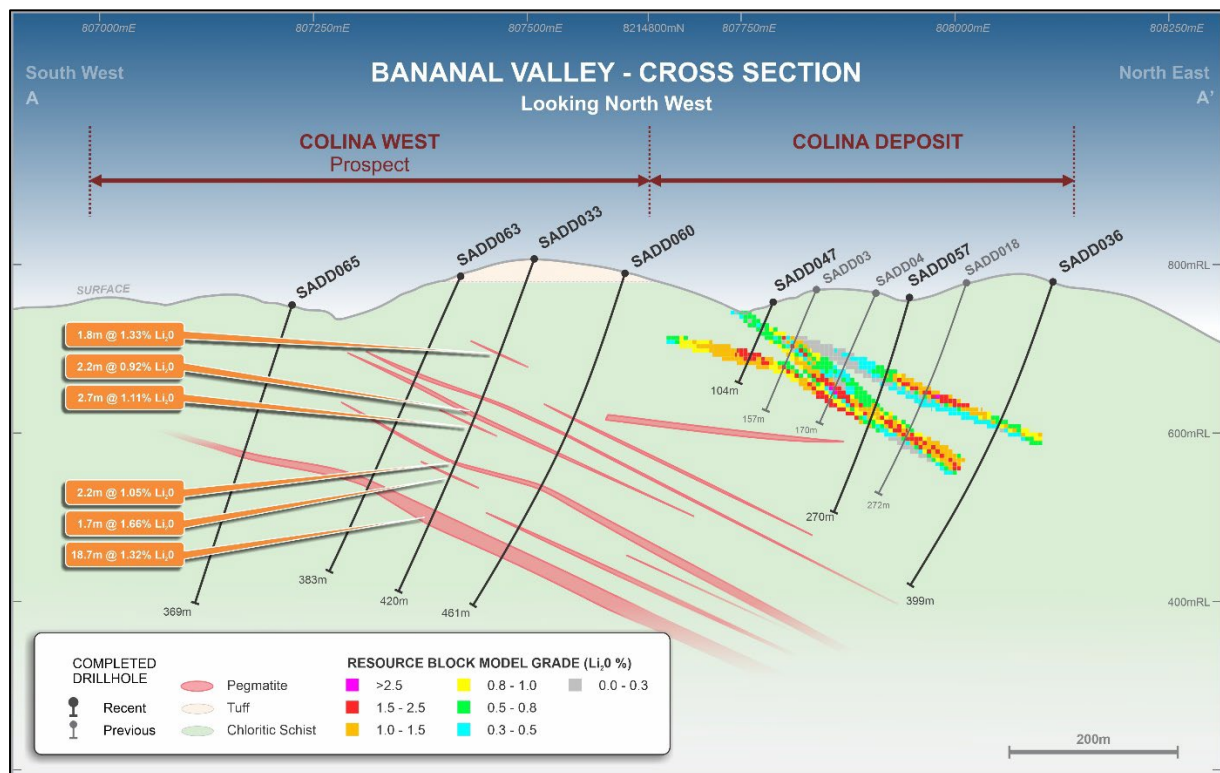 807000mE
807250mE
807500mE
8214800mN
807750mE
808000mE
808250mE
South West
A
BANANAL VALLEY - CROSS SECTION
Looking North West
North East
A'
COLINA WEST
Prospect
COLINA DEPOSIT
SADD065
SADD063
SADD033
SADD060
SADD047
SADD03
SADD04
SADD057
SADD018
SADD036
800mRL
600mRL
400mRL
SURFACE
1.8m @ 1.33% Li₂0
2.2m @ 0.92% Li₂0
2.7m @ 1.11% Li₂0
2.2m @ 1.05% Li₂0
1.7m @ 1.66% Li₂0
18.7m @ 1.32% Li₂0
104m
157m
170m
272m
270m
399m
383m
369m
420m
461m
COMPLETED
DRILLHOLE
Recent
Previous
Pegmatite
Tuff
Chloritic Schist
RESOURCE BLOCK MODEL GRADE (Li₂0 %)
>2.5
1.5 - 2.5
1.0 - 1.5
0.8 - 1.0
0.5 - 0.8
0.3 - 0.5
0.0 - 0.3
200m